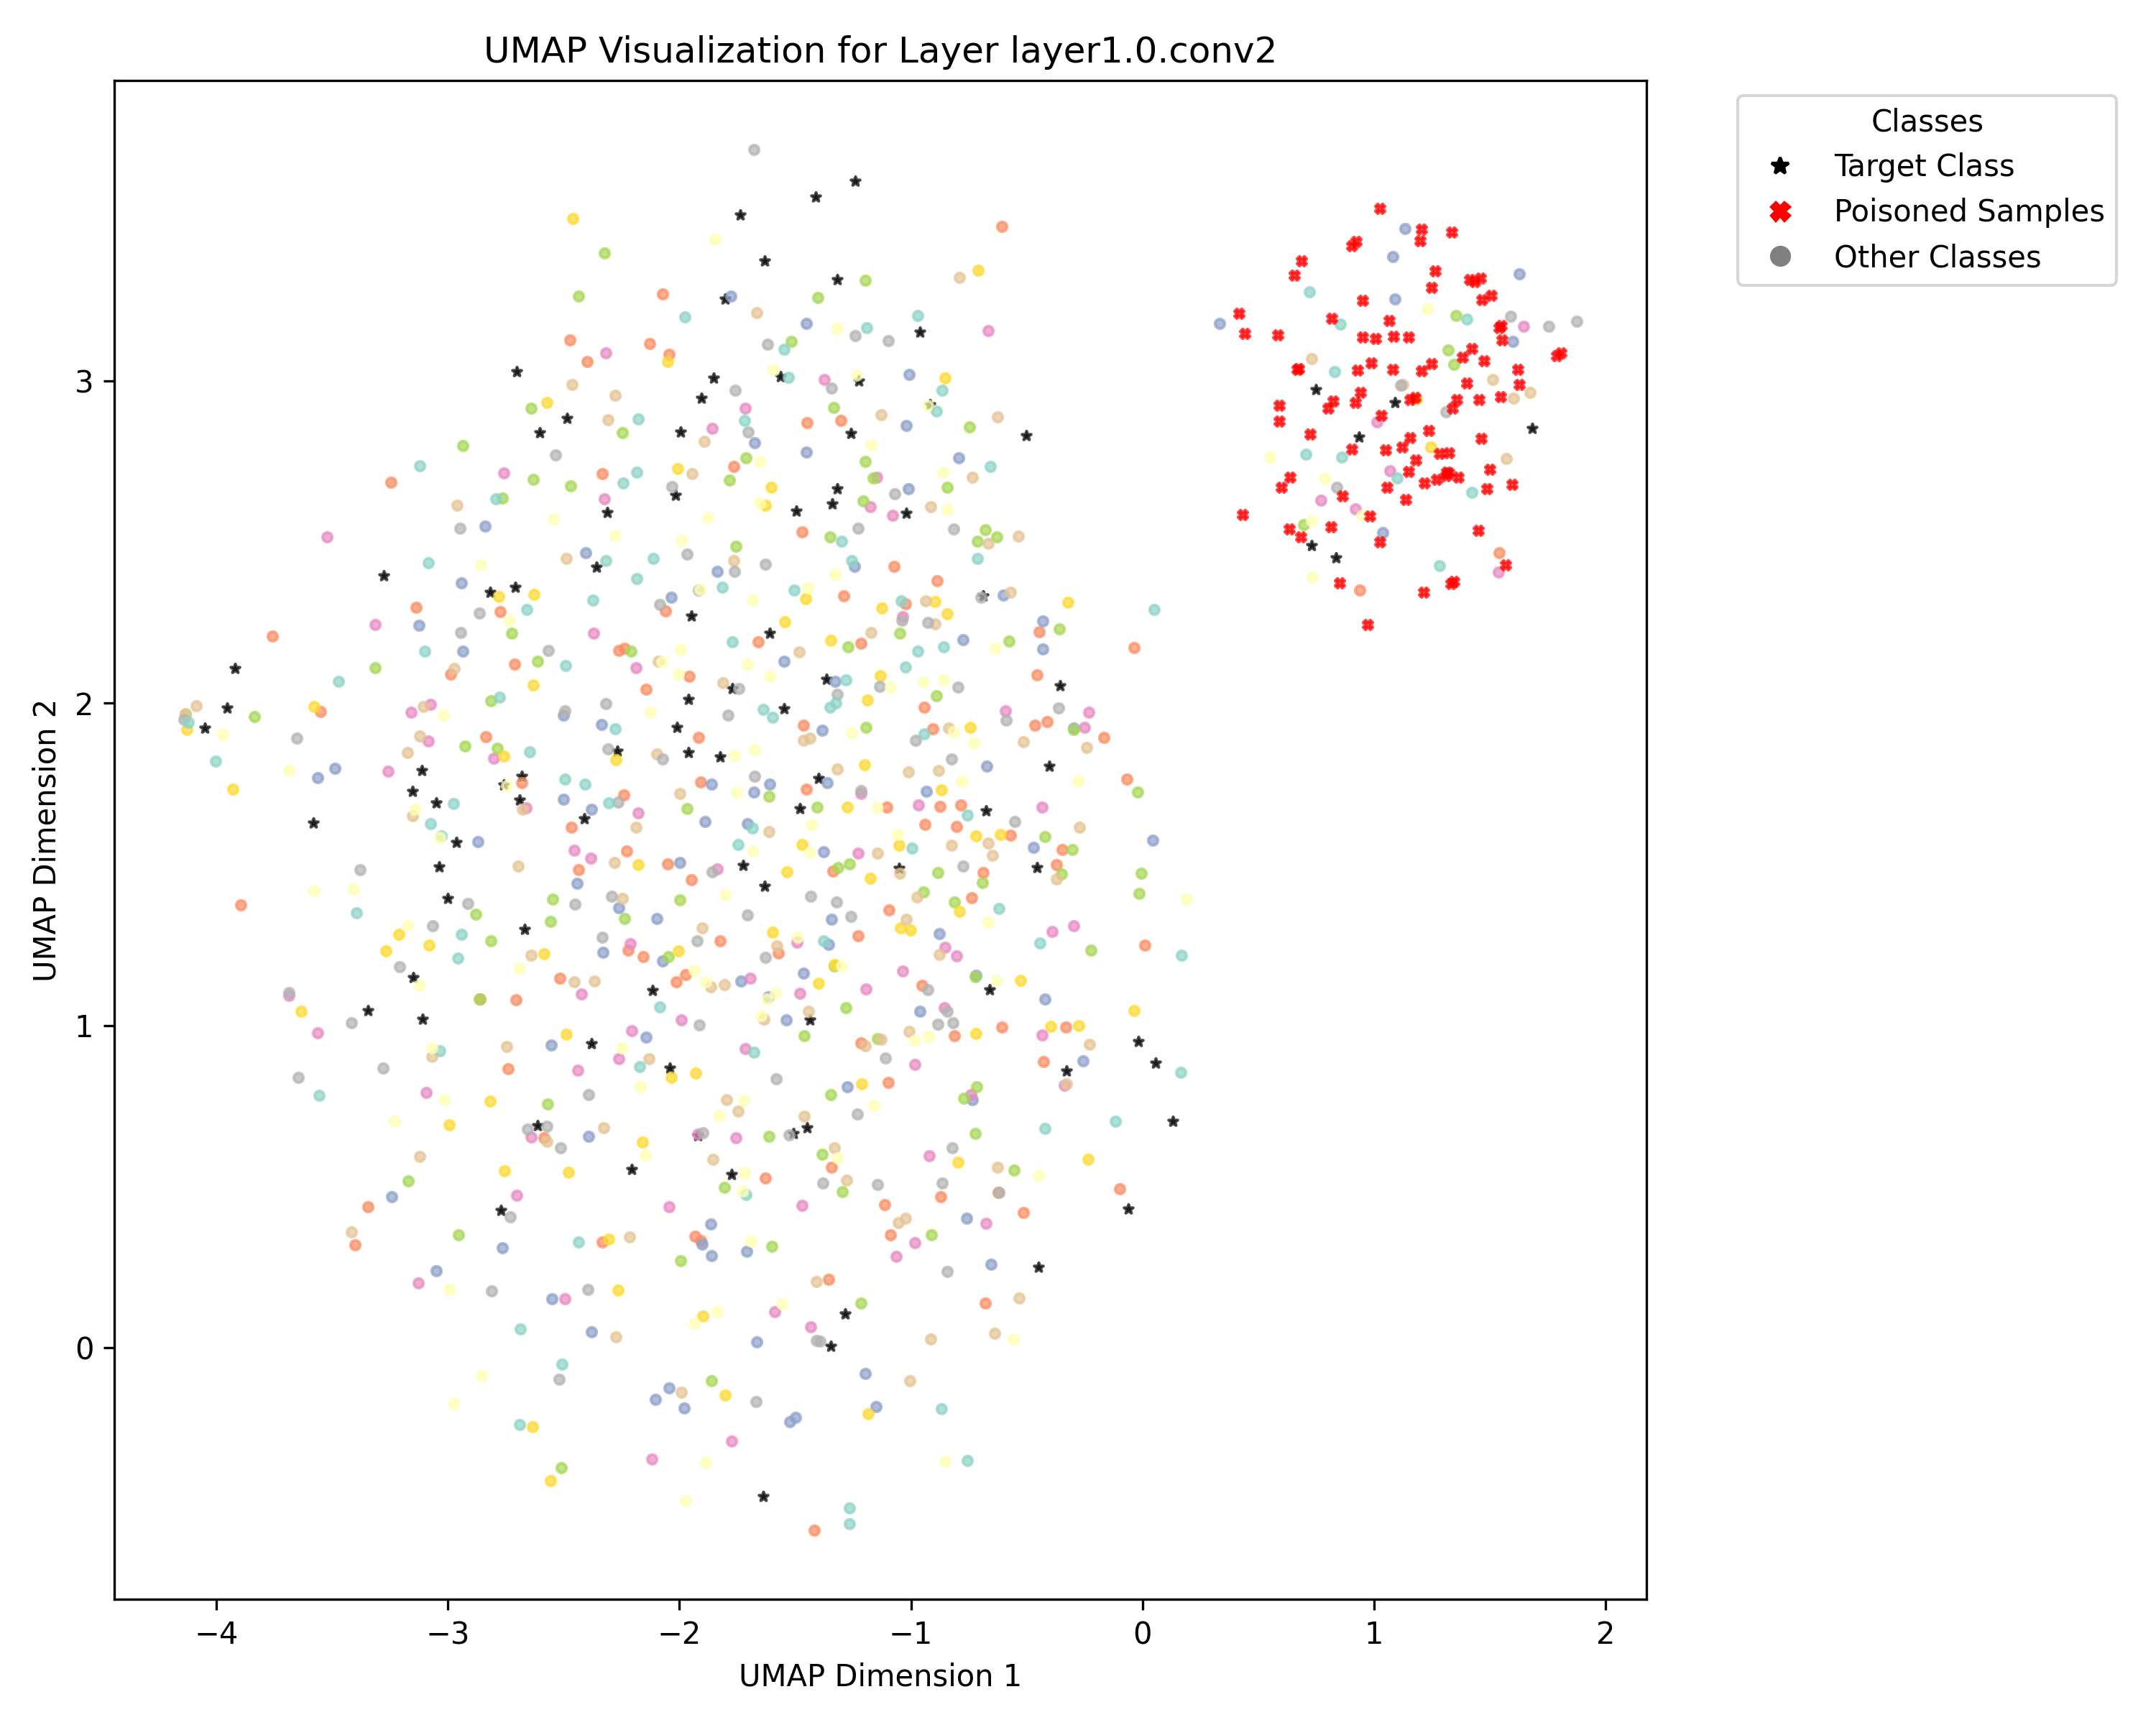 UMAP Visualization for Layer layer1.0.conv2
Classes
Target Class
Poisoned Samples
Other Classes
UMAP Dimension 2
3
2
1
0
−4
−3
−2
−1
0
1
2
UMAP Dimension 1